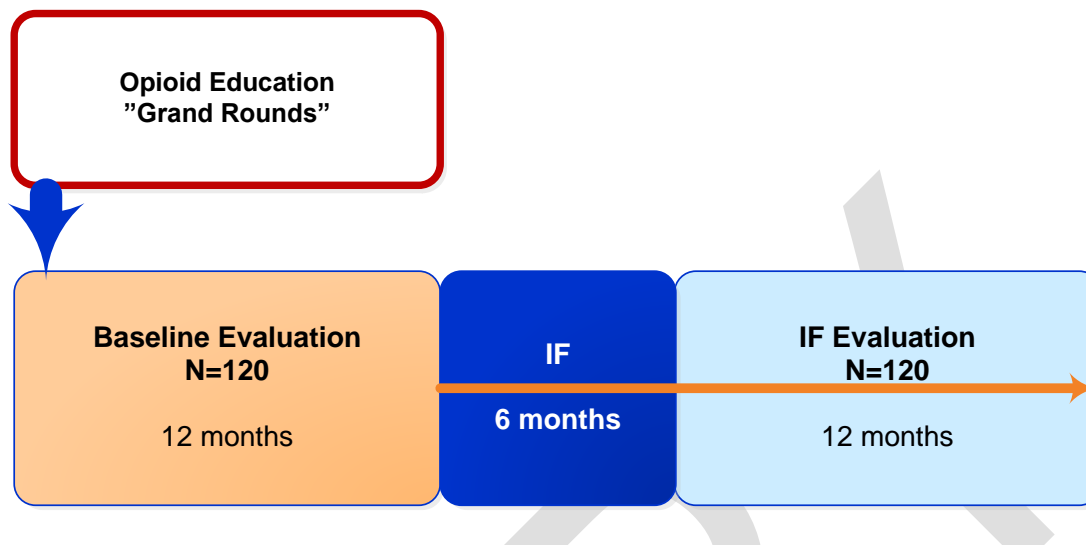 Opioid Education
”Grand Rounds”
Baseline Evaluation
N=120
12 months
IF
6 months
IF Evaluation
N=120
12 months